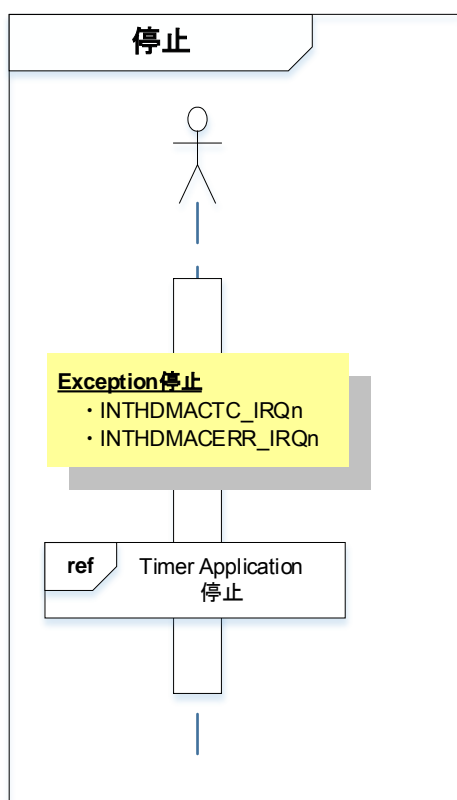 停止
Exception停止
・INTHDMACTC_IRQn
・INTHDMACERR_IRQn
ref
Timer Application
停止